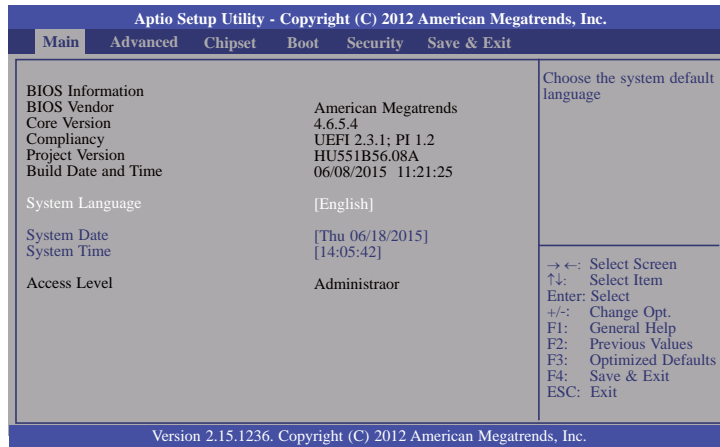 Aptio Setup Utility - Copyright (C) 2012 American Megatrends, Inc.
Main Advanced Chipset Boot Security Save & Exit
BIOS Information
BIOS Vendor American Megatrends
Core Version 4.6.5.4
Compliancy UEFI 2.3.1; PI 1.2
Project Version HU551B56.08A
Build Date and Time 06/08/2015 11:21:25
System Language [English]
System Date [Thu 06/18/2015]
System Time [14:05:42]
Access Level Administraor
Choose the system default
language
→←: Select Screen
↑↓: Select Item
Enter: Select
+/-: Change Opt.
F1: General Help
F2: Previous Values
F3: Optimized Defaults
F4: Save & Exit
ESC: Exit
Version 2.15.1236. Copyright (C) 2012 American Megatrends, Inc.